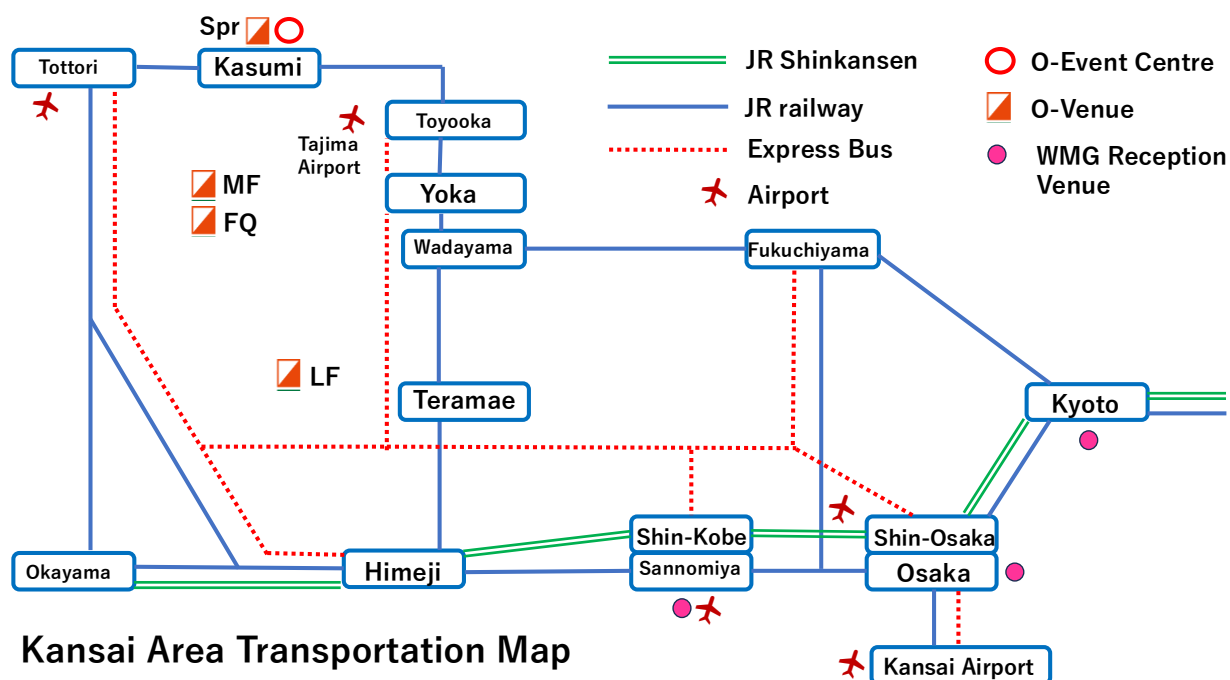 Spr
Tottori
Kasumi
JR Shinkansen
O-Event Centre
JR railway
O-Venue
Toyooka
Tajima
Airport
Express Bus
WMG Reception
Venue
MF
Yoka
Airport
FQ
Wadayama
Fukuchiyama
LF
Teramae
Kyoto
Shin-Kobe
Shin-Osaka
Okayama
Himeji
Sannomiya
Osaka
Kansai Area Transportation Map
Kansai Airport